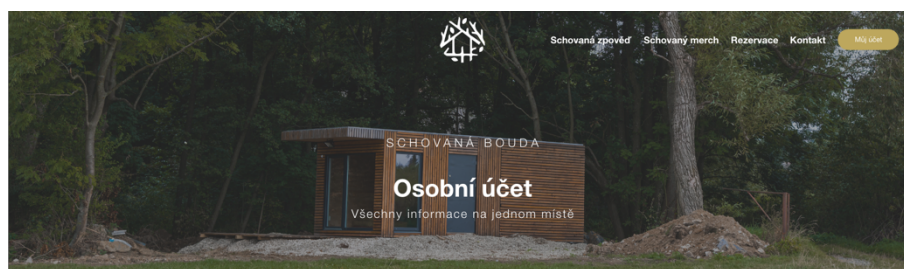 Schovaná zpověď Schovaný merch Rezervace Kontakt Můj účet
SCHOVANÁ BOUDA
Osobní účet
Všechny informace na jednom místě